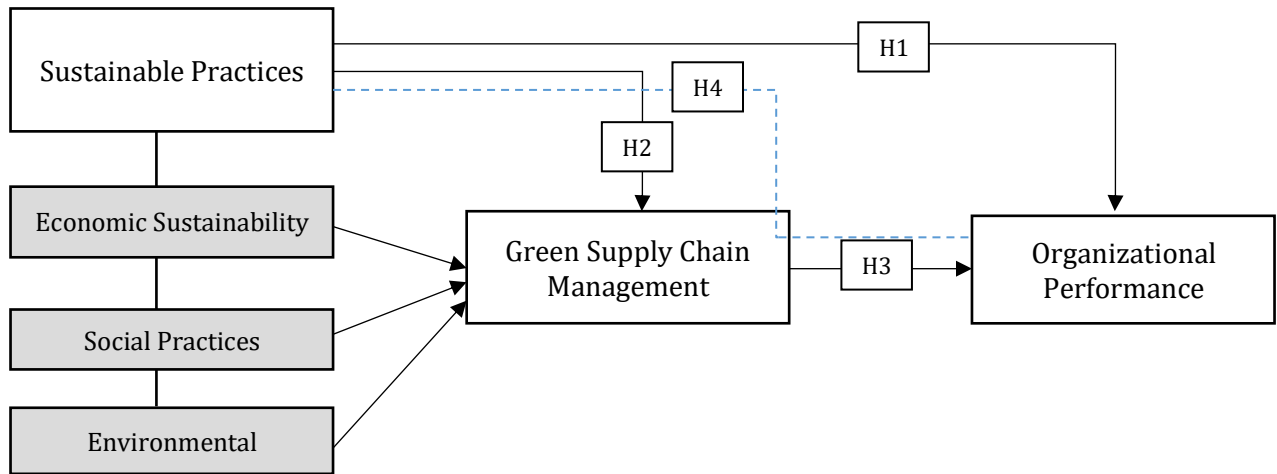 Sustainable Practices
H1
H4
H2
Economic Sustainability
Green Supply Chain
Management
H3
Organizational
Performance
Social Practices
Environmental